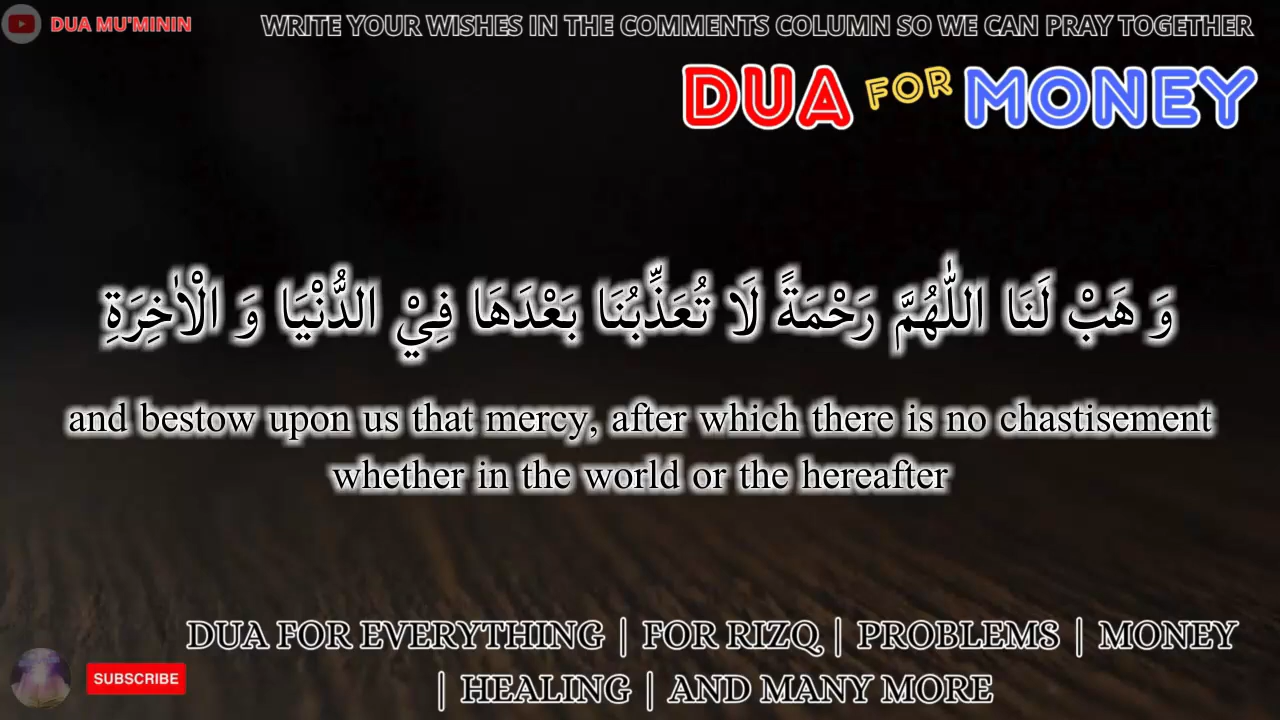 DUA MU'MININ
WRITE YOUR WISHES IN THE COMMENTS COLUMN SO WE CAN PRAY TOGETHER
DUA FOR MONEY
وَ هَبْ لَنَا اللّٰهُمَّ رَحْمَةً لَا تُعَذِّبُنَا بَعْدَهَا فِيْ الدُّنْيَا وَ الْاٰخِرَةِ
and bestow upon us that mercy, after which there is no chastisement
whether in the world or the hereafter
DUA FOR EVERYTHING | FOR RIZQ | PROBLEMS | MONEY
| HEALING | AND MANY MORE
SUBSCRIBE